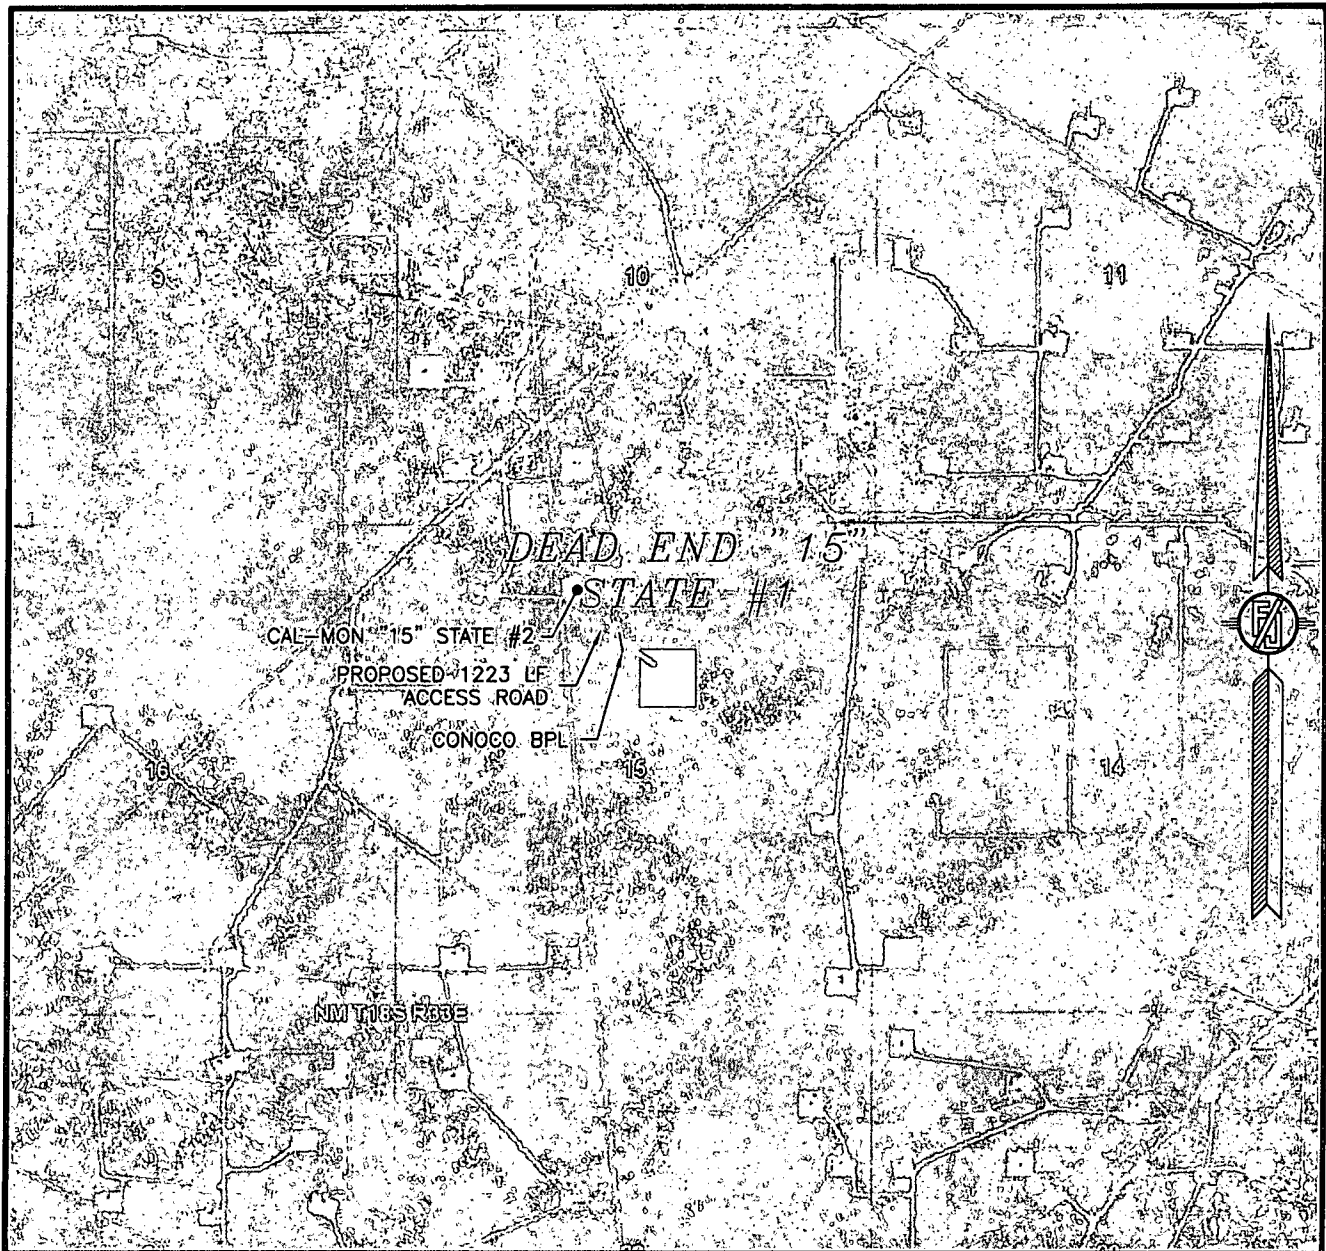 9
10
11
DEAD END "15"
STATE #1
CAL-MON "15" STATE #2
PROPOSED 1223 LF
ACCESS ROAD
CONOCO BPL
16
15
14
NM T18S R33E